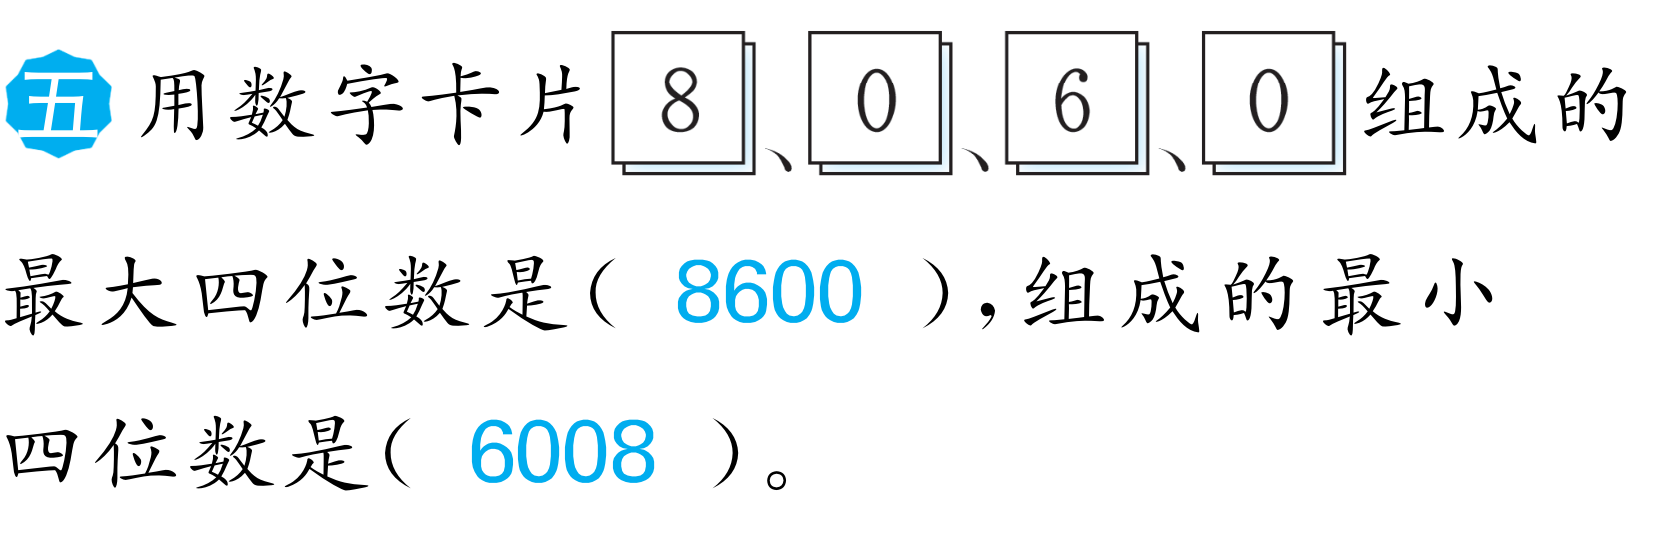 五 用数字卡片 8、0、6、0 组成的
最大四位数是( 8600 ),组成的最小
四位数是( 6008 )。